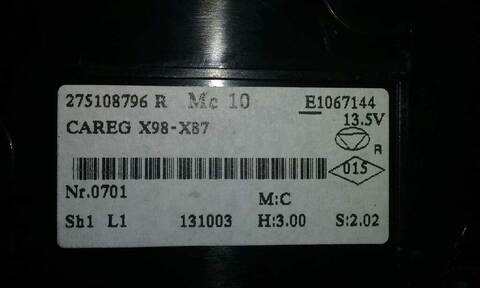 275108796 R Mc 10 E1067144
CAREG X98-X87 13.5V
R
015
Nr.0701 M:C
Sh1 L1 131003 H:3.00 S:2.02